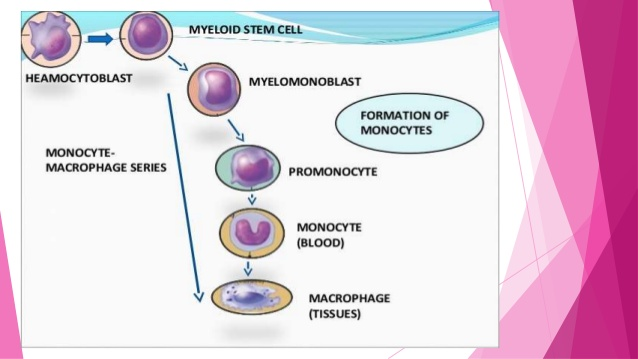 MYELOID STEM CELL
HEAMOCYTOBLAST
MYELOMONOBLAST
FORMATION OF
MONOCYTES
MONOCYTE-
MACROPHAGE SERIES
PROMONOCYTE
MONOCYTE
(BLOOD)
MACROPHAGE
(TISSUES)